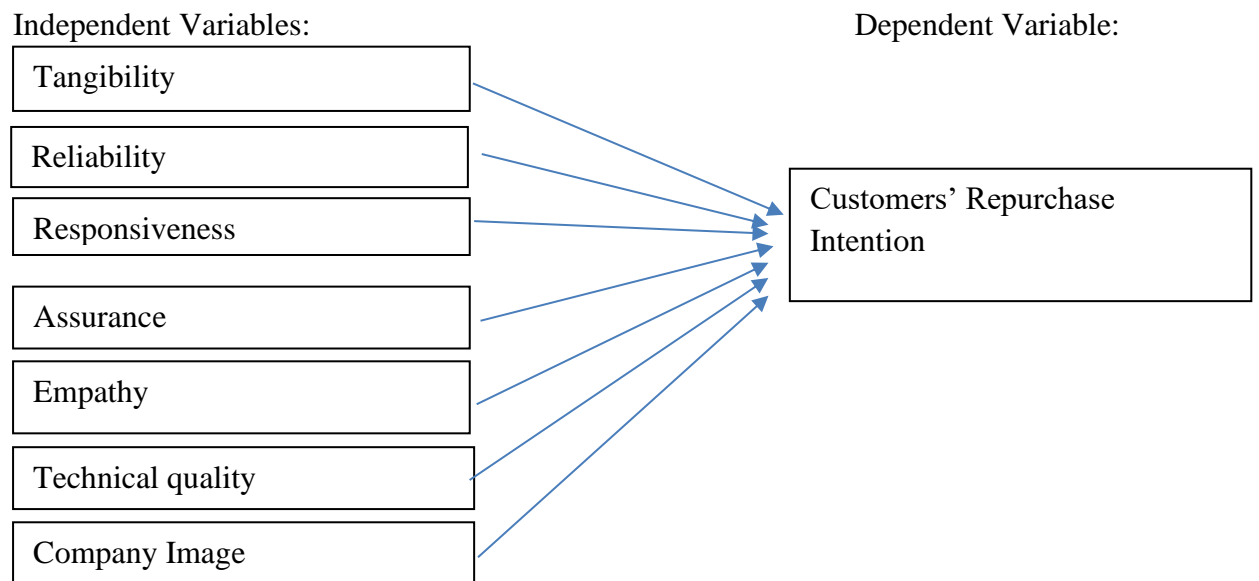 Independent Variables:
Dependent Variable:
Tangibility
Reliability
Responsiveness
Assurance
Empathy
Technical quality
Company Image
Customers’ Repurchase
Intention